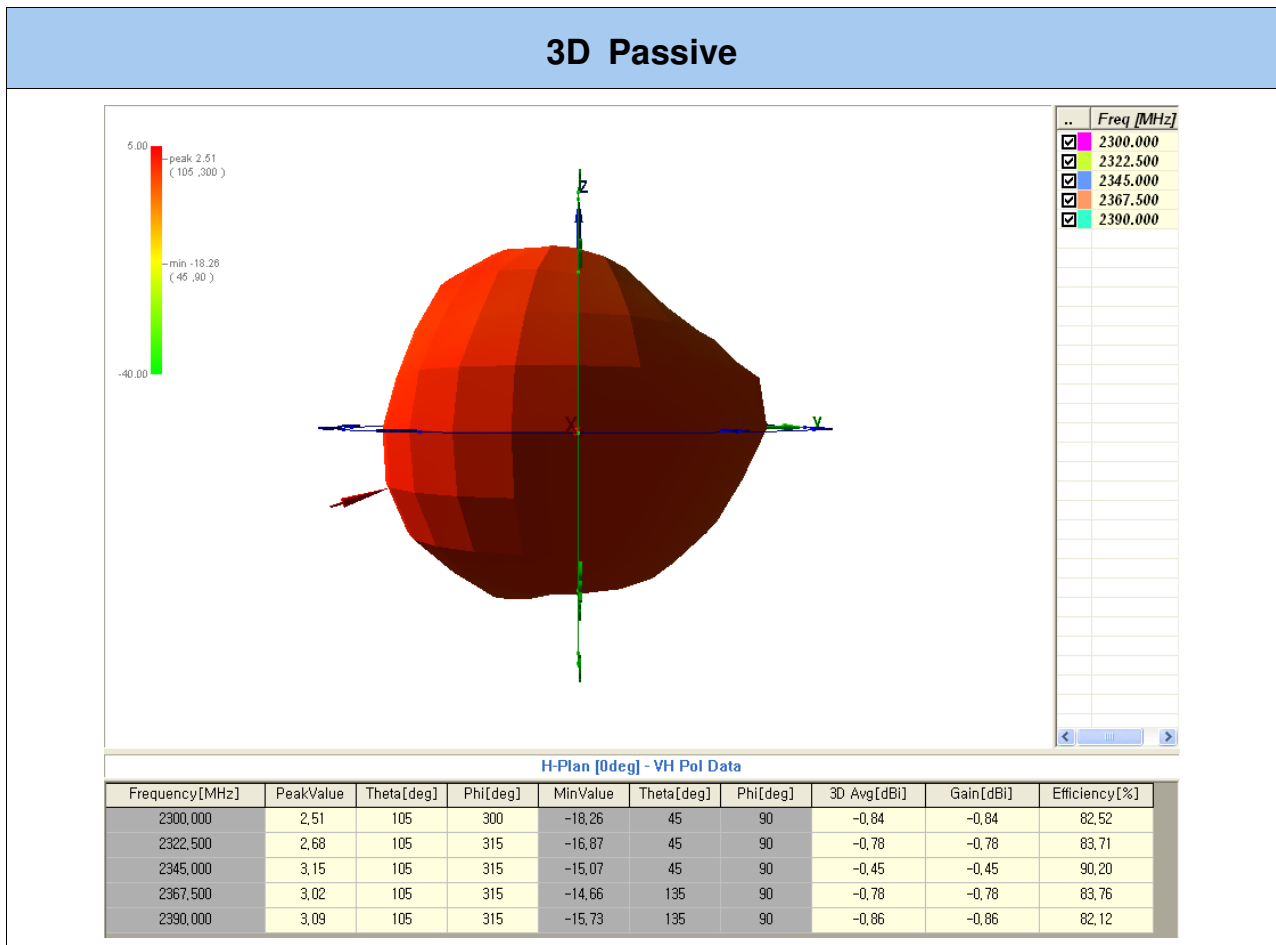 3D Passive
5.00
peak 2.51
( 105 ,300 )
min -18.26
( 45 ,90 )
-40.00
Z
X
Y
.. Freq [MHz]
2300.000
2322.500
2345.000
2367.500
2390.000
H-Plan [0deg] - VH Pol Data
Frequency[MHz] PeakValue Theta[deg] Phi[deg] MinValue Theta[deg] Phi[deg] 3D Avg[dBi] Gain[dBi] Efficiency[%]
2300,000 2,51 105 300 -18,26 45 90 -0,84 -0,84 82,52
2322,500 2,68 105 315 -16,87 45 90 -0,78 -0,78 83,71
2345,000 3,15 105 315 -15,07 45 90 -0,45 -0,45 90,20
2367,500 3,02 105 315 -14,66 135 90 -0,78 -0,78 83,76
2390,000 3,09 105 315 -15,73 135 90 -0,86 -0,86 82,12